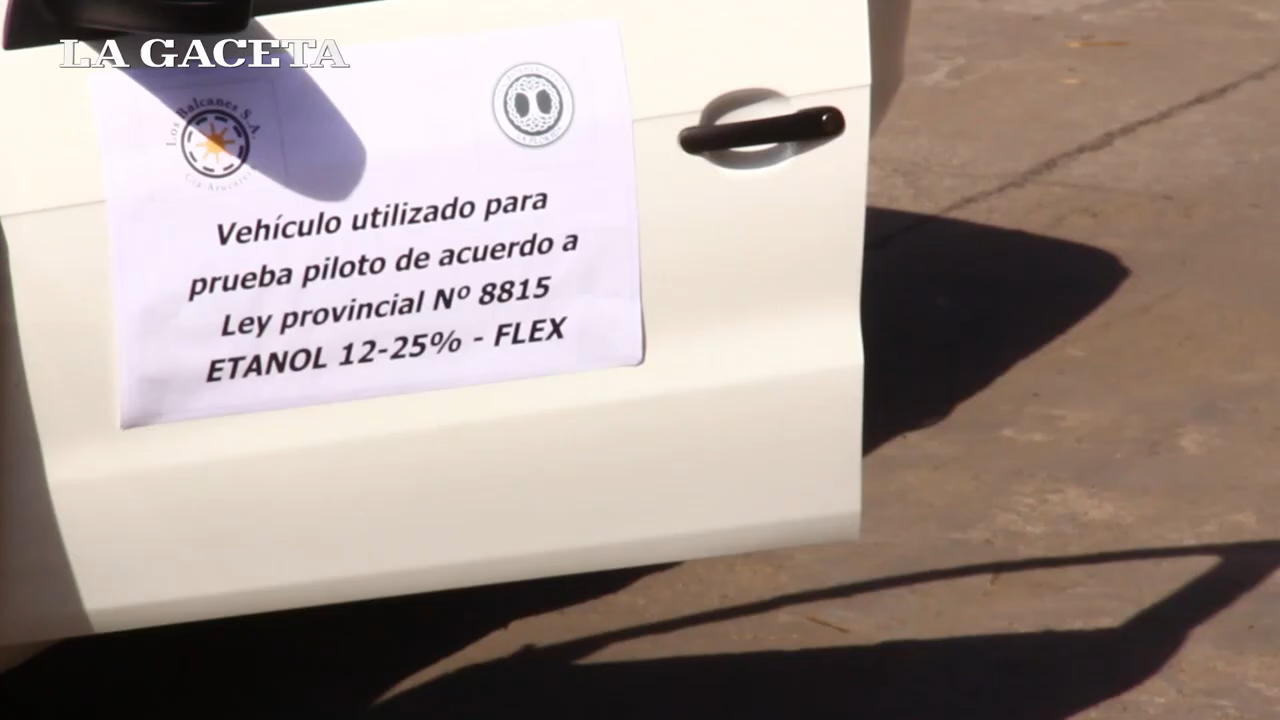 LA GACETA
Los Balcanes S.A.
Vehículo utilizado para
prueba piloto de acuerdo a
Ley provincial Nº 8815
ETANOL 12-25% - FLEX